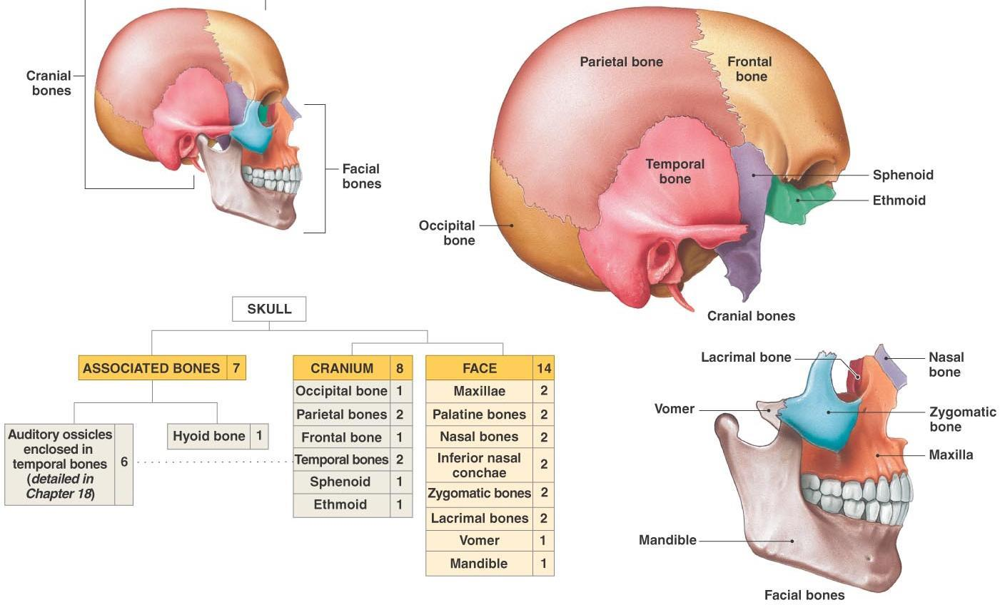 Cranial
bones
Facial
bones
Parietal bone
Frontal
bone
Temporal
bone
Sphenoid
Ethmoid
Occipital
bone
Cranial bones
SKULL
ASSOCIATED BONES 7
Auditory ossicles
enclosed in
temporal bones
(detailed in
Chapter 18)
6
Hyoid bone 1
CRANIUM 8
Occipital bone 1
Parietal bones 2
Frontal bone 1
Temporal bones 2
Sphenoid 1
Ethmoid 1
FACE 14
Maxillae 2
Palatine bones 2
Nasal bones 2
Inferior nasal
conchae
2
Zygomatic bones 2
Lacrimal bones 2
Vomer 1
Mandible 1
Lacrimal bone
Nasal
bone
Vomer
Zygomatic
bone
Maxilla
Mandible
Facial bones